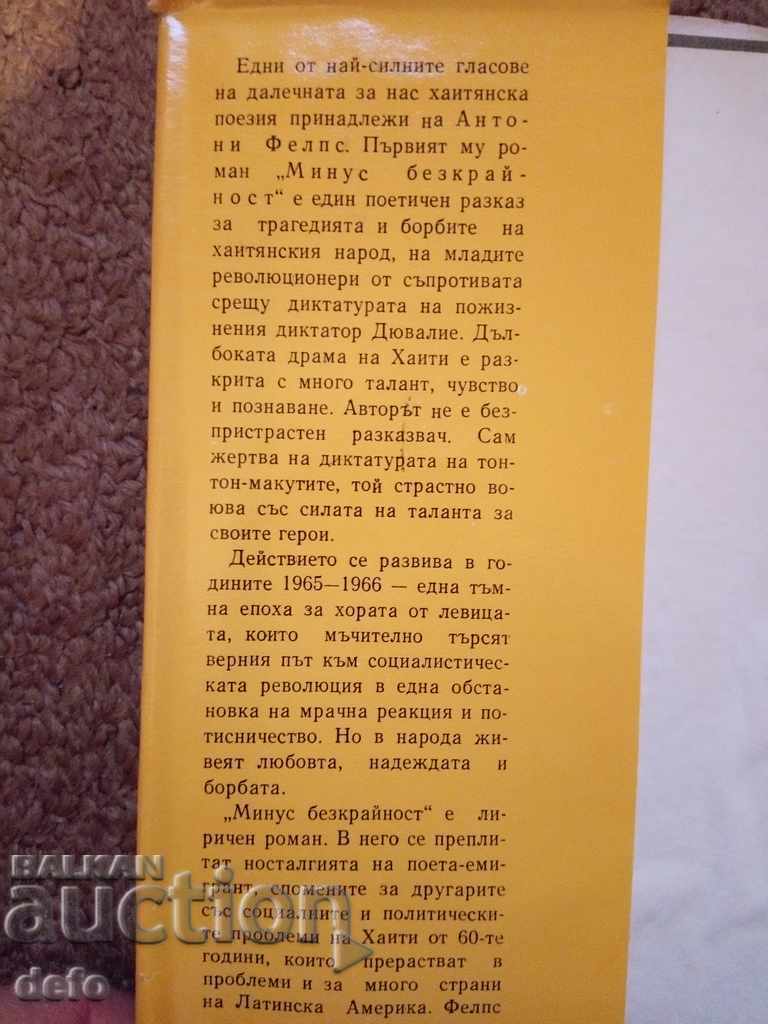 Едни от най-силните гласове
на далечната за нас хаитянска
поезия принадлежи на Анто-
ни Фелпс. Първият му ро-
ман „Минус безкрай-
ност“ е един поетичен разказ
за трагедията и борбите на
хаитянския народ, на младите
революционери от съпротивата
срещу диктатурата на пожиз-
нения диктатор Дювалие. Дъл-
боката драма на Хаити е раз-
крита с много талант, чувство
и познаване. Авторът не е без-
пристрастен разказвач. Сам
жертва на диктатурата на тон-
тон-макутите, той страстно во-
юва със силата на таланта за
своите герои.
Действието се развива в го-
дините 1965—1966 — една тъм-
на епоха за хората от левица-
та, които мъчително търсят
верния път към социалистичес-
ката революция в една обста-
новка на мрачна реакция и по-
тисничество. Но в народа жи-
веят любовта, надеждата и
борбата.
„Минус безкрайност“ е ли-
ричен роман. В него се препли-
тат носталгията на поета-еми-
грант, спомените за другарите
със социалните и политически-
те проблеми на Хаити от 60-те
години, които прерастват в
проблеми и за много страни
на Латинска Америка. Фелпс
BALKAN
auction
defo